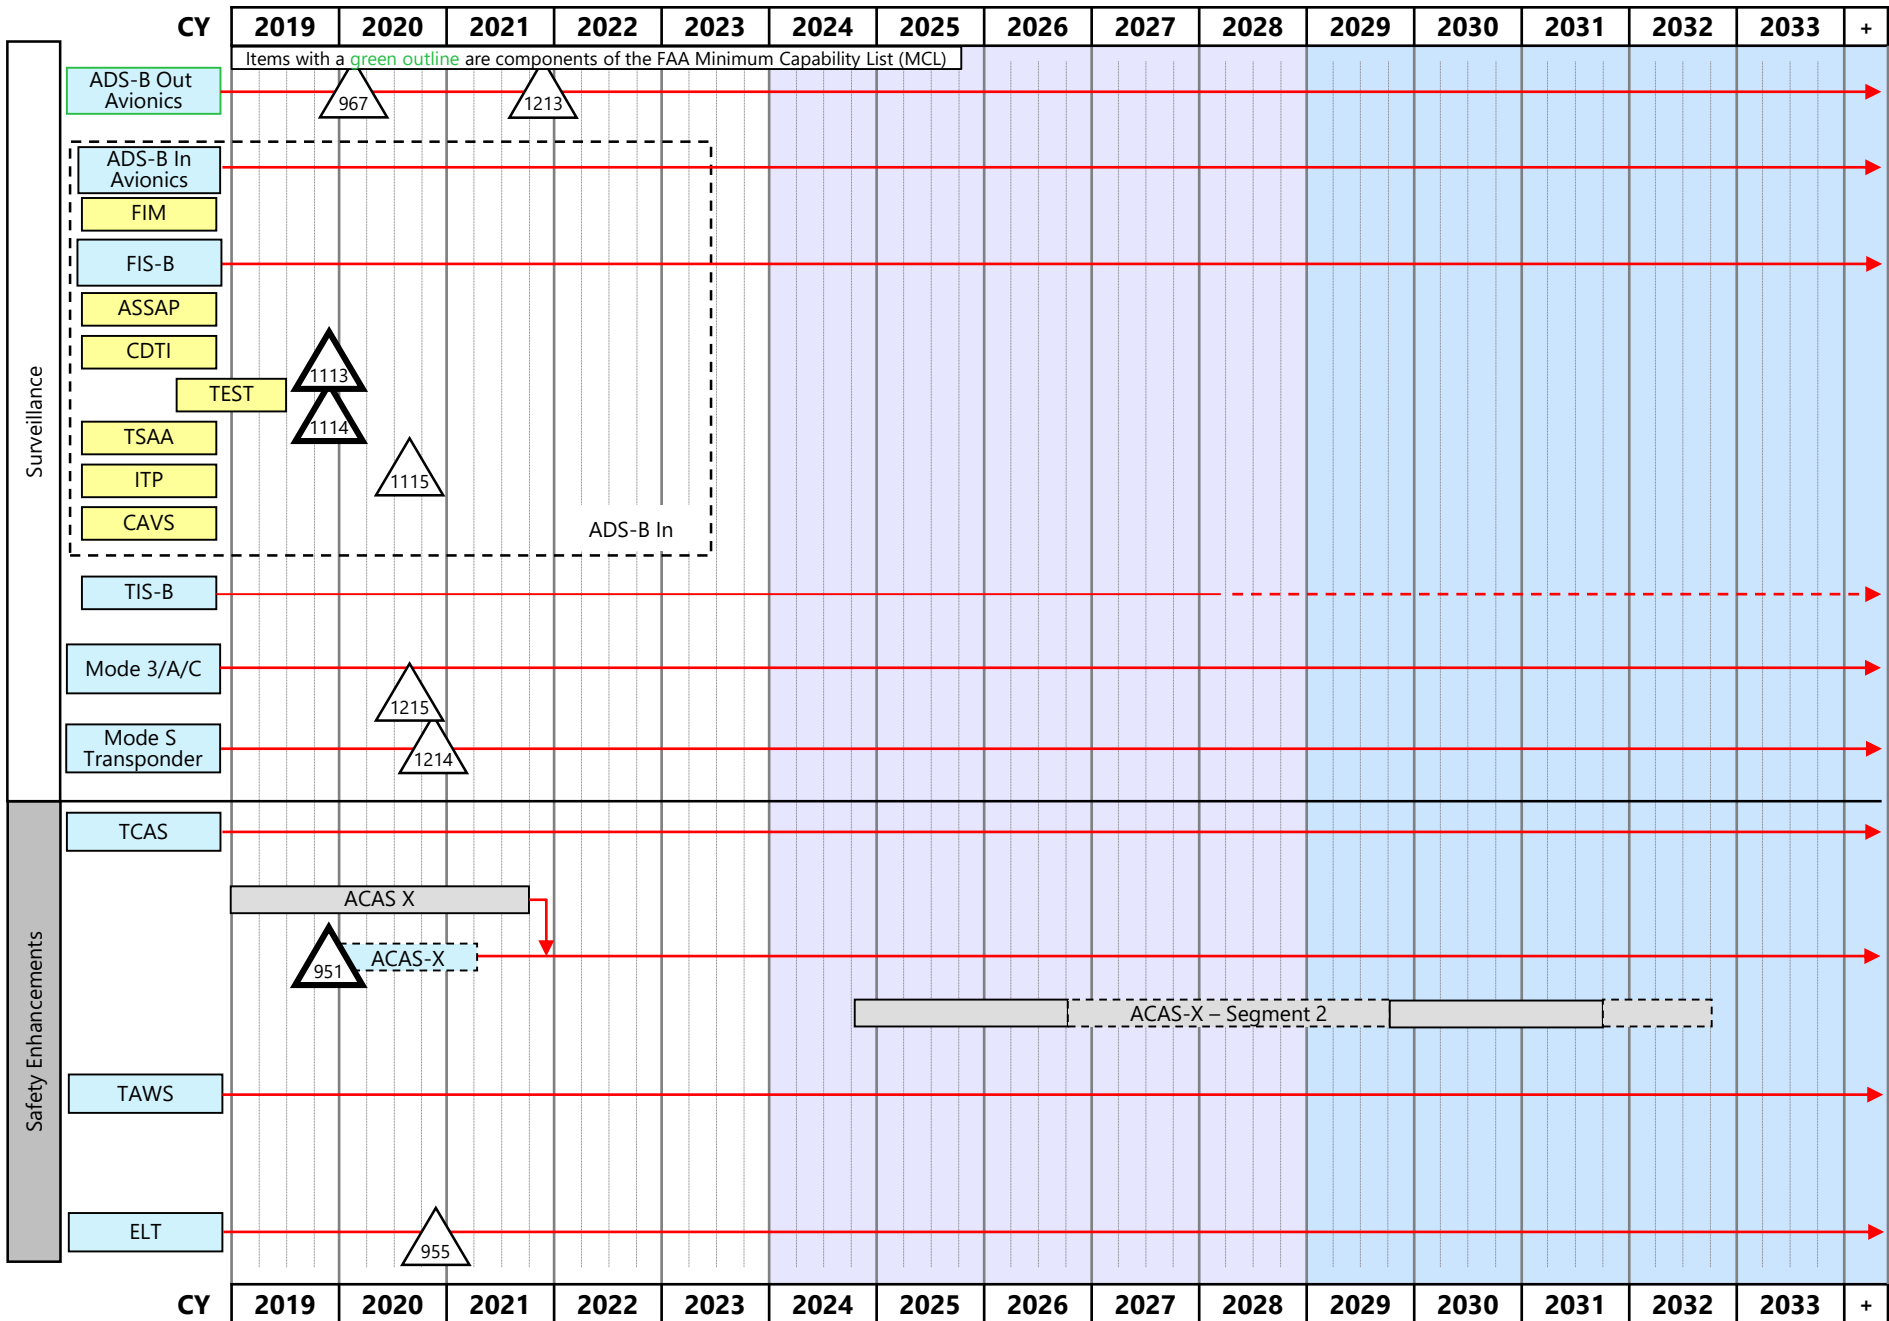 CY 2019 2020 2021 2022 2023 2024 2025 2026 2027 2028 2029 2030 2031 2032 2033 +
Items with a green outline are components of the FAA Minimum Capability List (MCL)
Surveillance
ADS-B Out
Avionics
967
1213
ADS-B In
Avionics
FIM
FIS-B
ASSAP
CDTI
1113
TEST
1114
TSAA
ITP
1115
CAVS
ADS-B In
TIS-B
Mode 3/A/C
1215
Mode S
Transponder
1214
Safety Enhancements
TCAS
ACAS X
951
ACAS-X
ACAS-X – Segment 2
TAWS
ELT
955
CY 2019 2020 2021 2022 2023 2024 2025 2026 2027 2028 2029 2030 2031 2032 2033 +